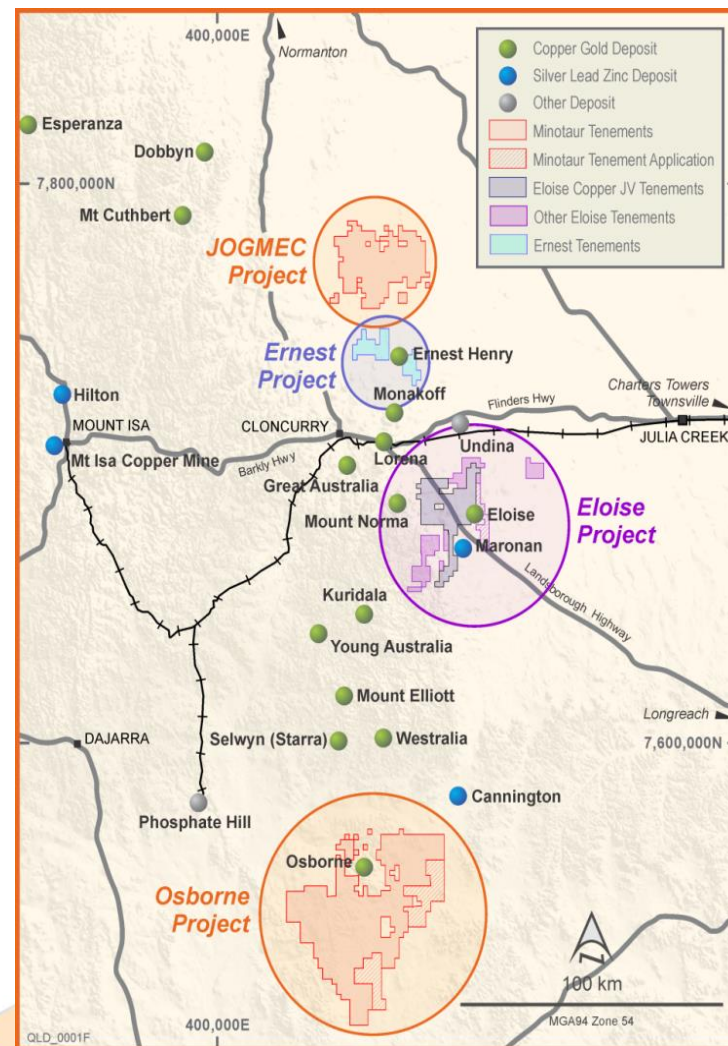 400,000E
Normanton
Copper Gold Deposit
Silver Lead Zinc Deposit
Other Deposit
Minotaur Tenements
Minotaur Tenement Application
Eloise Copper JV Tenements
Other Eloise Tenements
Ernest Tenements
Esperanza
Dobbyn
7,800,000N
Mt Cuthbert
JOGMEC
Project
Ernest
Project
Ernest Henry
Monakoff
Hilton
MOUNT ISA
Mt Isa Copper Mine
Barkly Hwy
CLONCURRY
Flinders Hwy
Charters Towers
Townsville
JULIA CREEK
Undina
Lorena
Great Australia
Mount Norma
Eloise
Maronan
Eloise
Project
Landsborough Highway
Kuridala
Young Australia
Mount Elliott
Selwyn (Starra)
Westralia
Longreach
7,600,000N
DAJARRA
Phosphate Hill
Cannington
Osborne
Osborne
Project
N
100 km
MGA94 Zone 54
400,000E
QLD_0001F